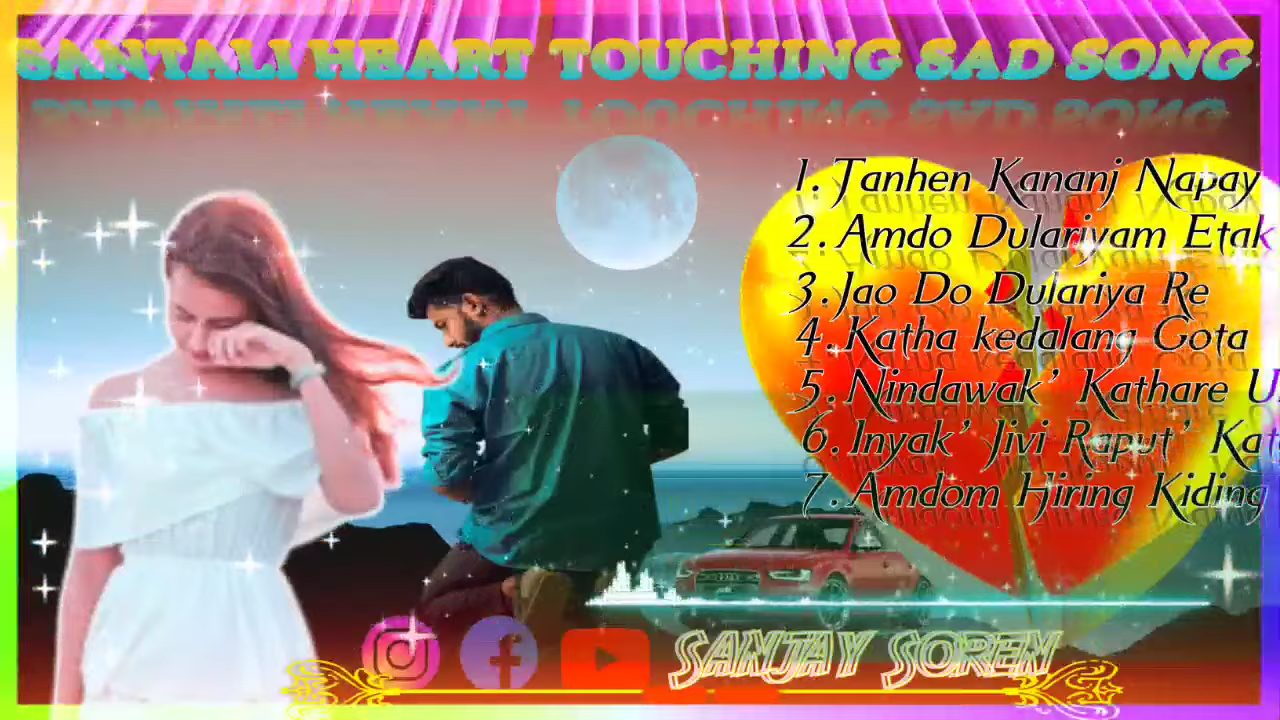 SANTALI HEART TOUCHING SAD SONG
1. Tanhen Kananj Napay
2. Amdo Dulariyam Etak
3. Jao Do Dulariya Re
4. Katha kedalang Gota
5. Nindawak' Kathare
6. Inyak' Jivi Raput'
7. Amdom Hiring Kiding
SANJAY SOREN